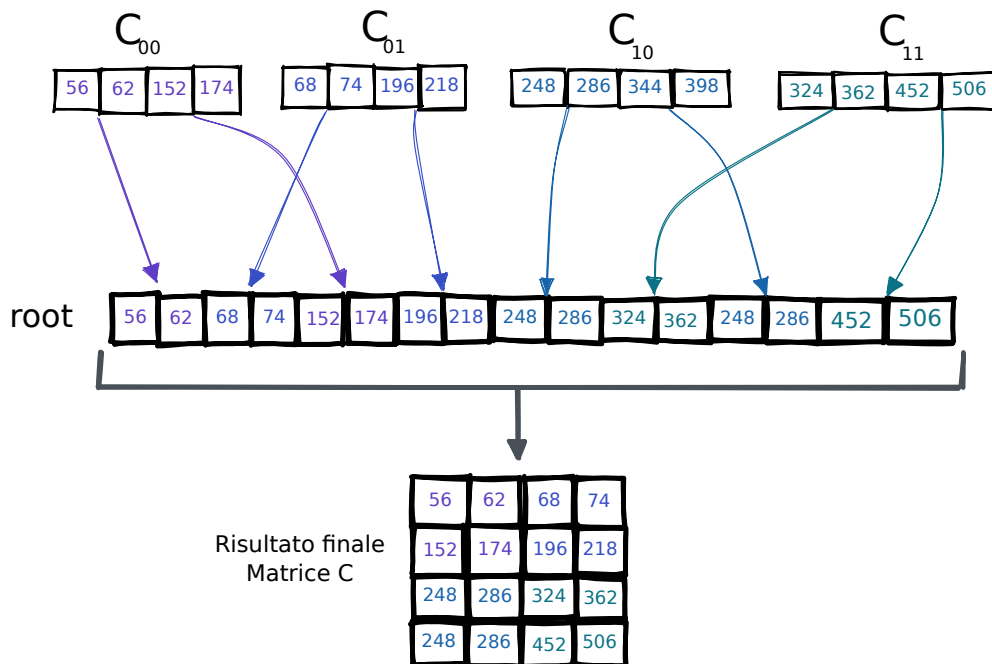 C00 C01 C10 C11
56 62 152 174 68 74 196 218 248 286 344 398 324 362 452 506
root 56 62 68 74 152 174 196 218 248 286 324 362 248 286 452 506
56 62 68 74
Risultato finale
Matrice C
152 174 196 218
248 286 324 362
248 286 452 506